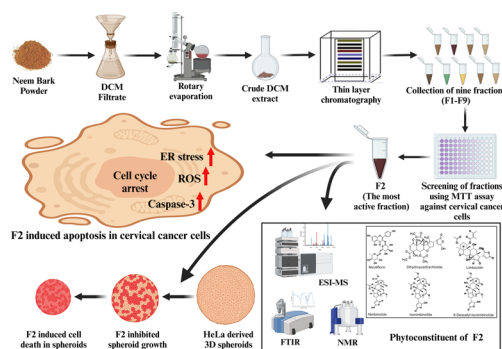 Neem Bark
Powder
DCM
Filtrate
Rotary
evaporation
Crude DCM
extract
Thin layer
chromatography
Collection of nine fraction
(F1-F9)
ER stress
ROS
Cell cycle
arrest
Caspase-3
F2 induced apoptosis in cervical cancer cells
F2
(The most
active fraction)
Screening of fractions
using MTT assay
against cervical cancer
cells
F2 induced cell
death in spheroids
F2 inhibited
spheroid growth
HeLa derived
3D spheroids
ESI-MS
FTIR
NMR
Phytoconstituent of F2